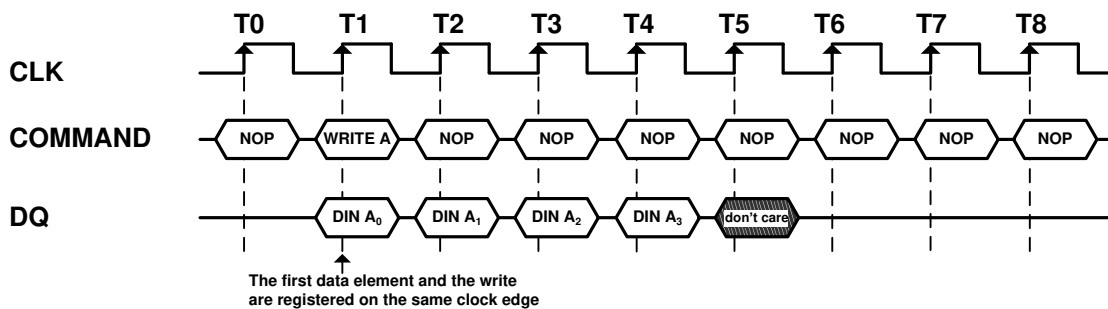 T0 T1 T2 T3 T4 T5 T6 T7 T8
CLK
COMMAND NOP WRITE A NOP NOP NOP NOP NOP NOP NOP
DQ DIN A₀ DIN A₁ DIN A₂ DIN A₃ don't care
The first data element and the write
are registered on the same clock edge